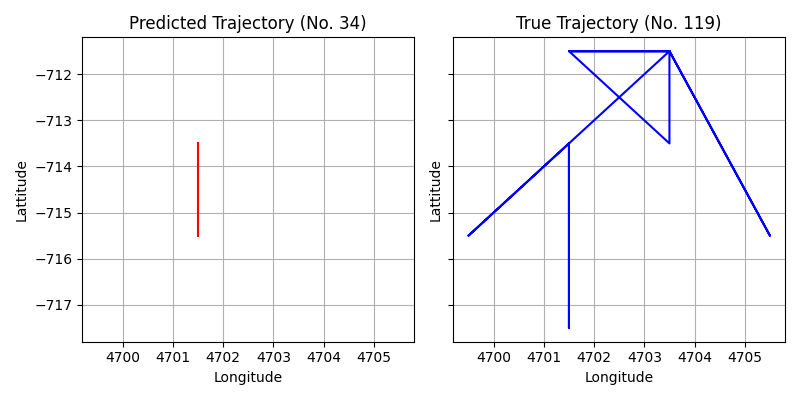 Predicted Trajectory (No. 34)
True Trajectory (No. 119)
Lattitude
−712
−713
−714
−715
−716
−717
4700 4701 4702 4703 4704 4705
Longitude
Lattitude
4700 4701 4702 4703 4704 4705
Longitude